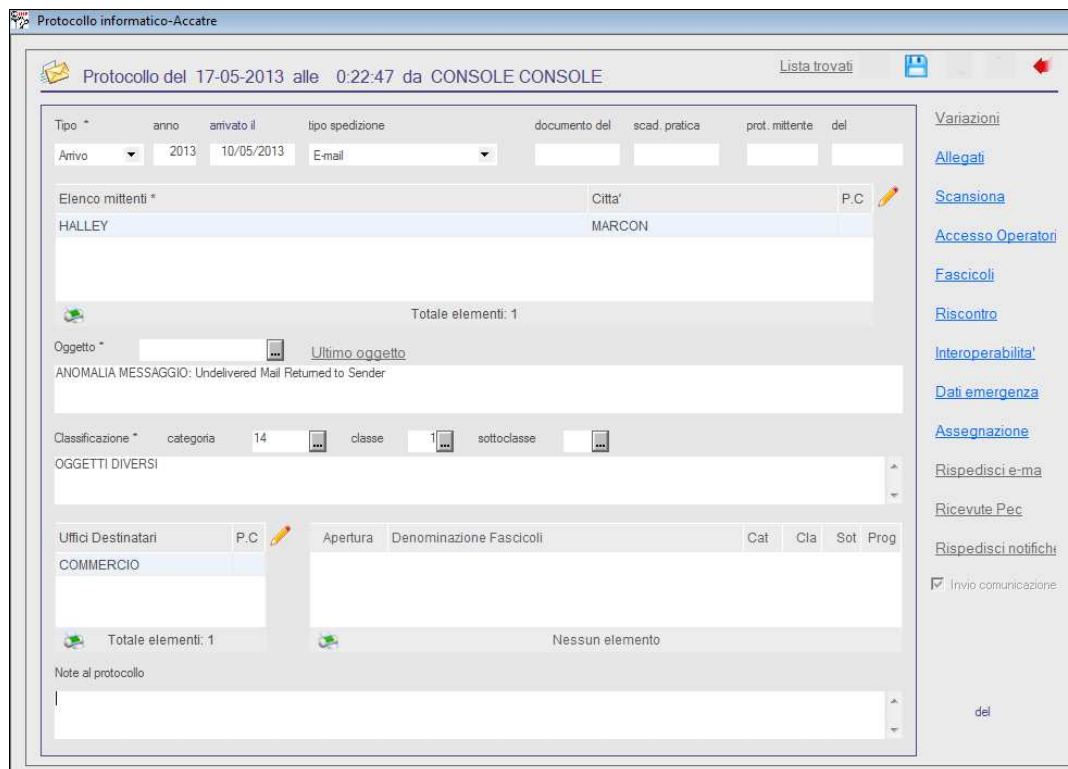 Protocollo informatico-Accatre
Protocollo del 17-05-2013 alle 0:22:47 da CONSOLE CONSOLE
Lista trovati
Tipo * anno arrivato il tipo spedizione documento del scad. pratica prot. mittente del
Arrivo 2013 10/05/2013 E-mail
Elenco mittenti * Citta' P.C
HALLEY MARCON
Totale elementi: 1
Oggetto * ... Ultimo oggetto
ANOMALIA MESSAGGIO: Undelivered Mail Returned to Sender
Classificazione * categoria 14 ... classe 1 ... sottoclasse ...
OGGETTI DIVERSI
Uffici Destinatari P.C
COMMERCIO
Totale elementi: 1
Apertura Denominazione Fascicoli Cat Cla Sot Prog
Nessun elemento
Note al protocollo
Variazioni
Allegati
Scansiona
Accesso Operatori
Fascicoli
Riscontro
Interoperabilita'
Dati emergenza
Assegnazione
Rispedisci e-ma
Ricevute Pec
Rispedisci notifiche
Invio comunicazione
del